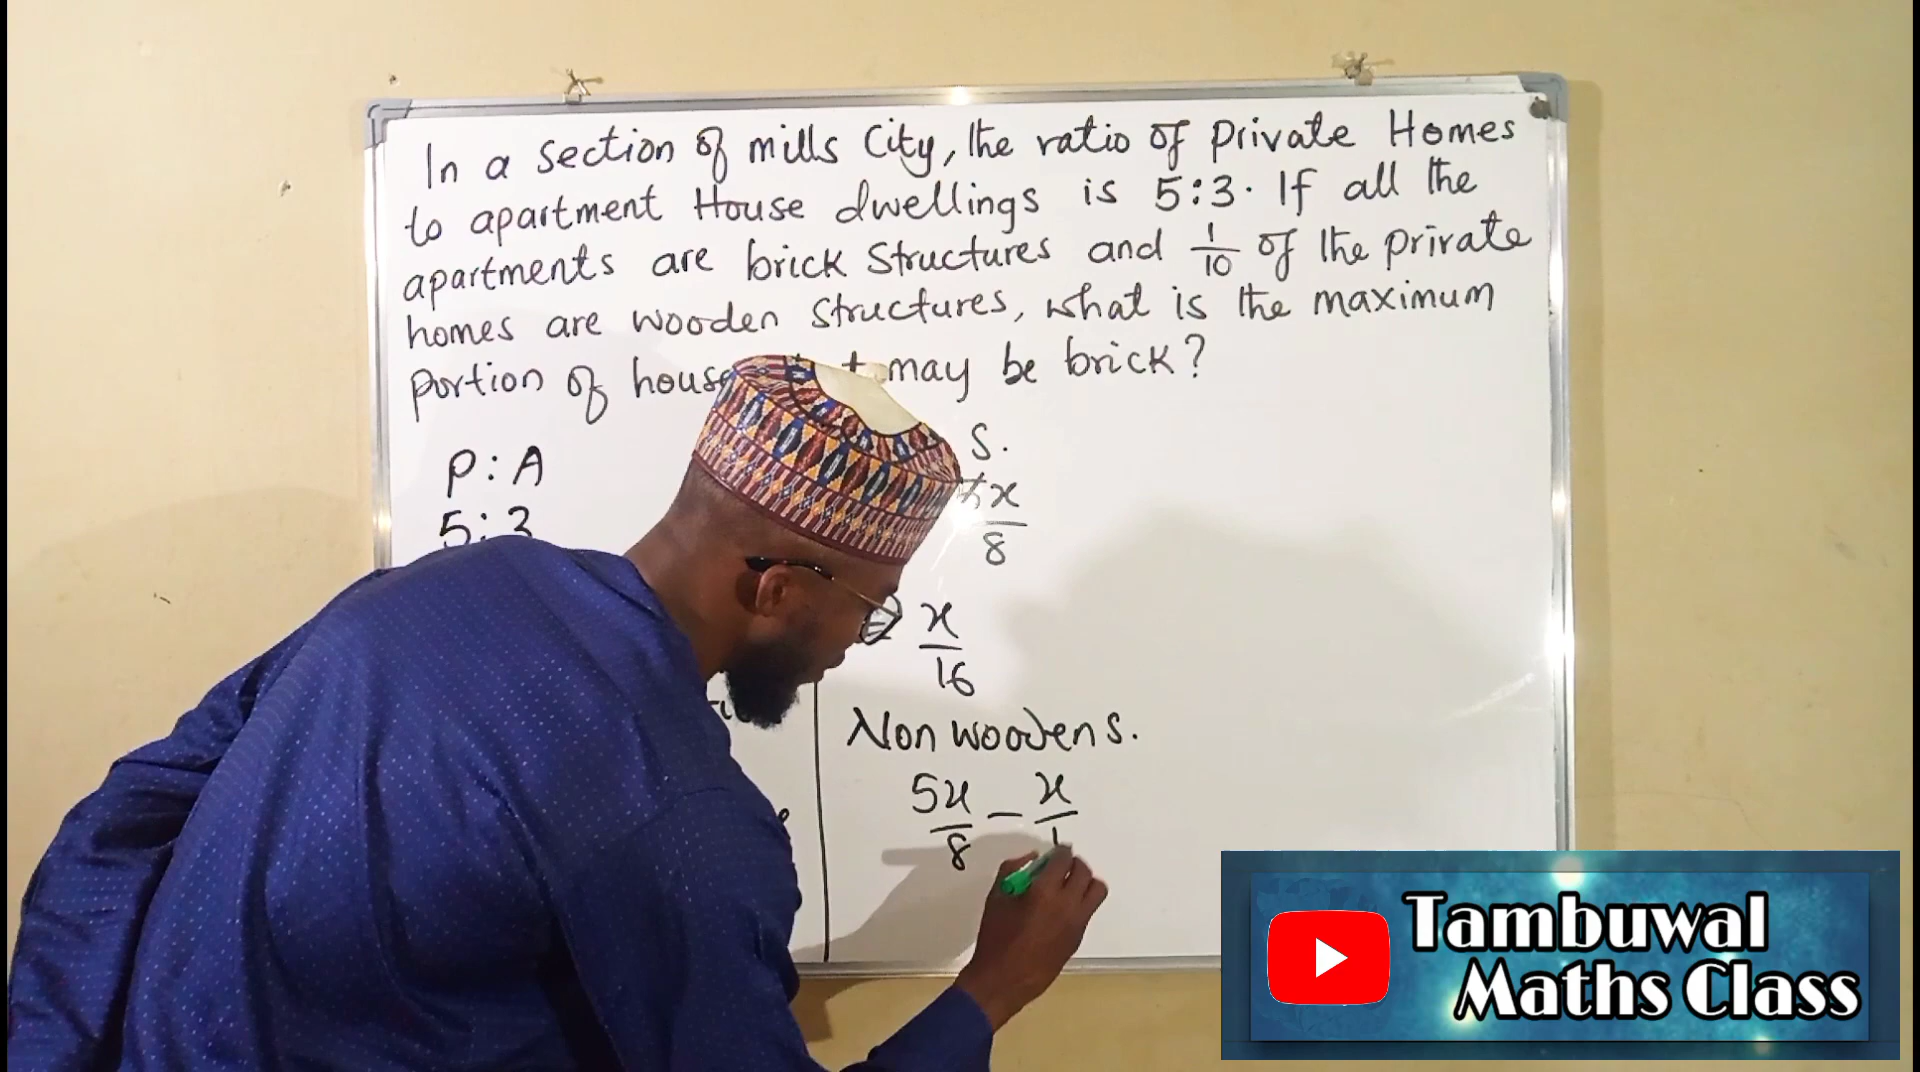 In a section of mills City, the ratio of private Homes
to apartment House dwellings is 5:3. If all the
apartments are brick structures and 1/10 of the private
homes are wooden structures, what is the maximum
portion of house may be brick?
P : A
5 : 3
S.
x
8
x
16
Non wooden s.
5x/8 - x/1
Tambuwal
Maths Class